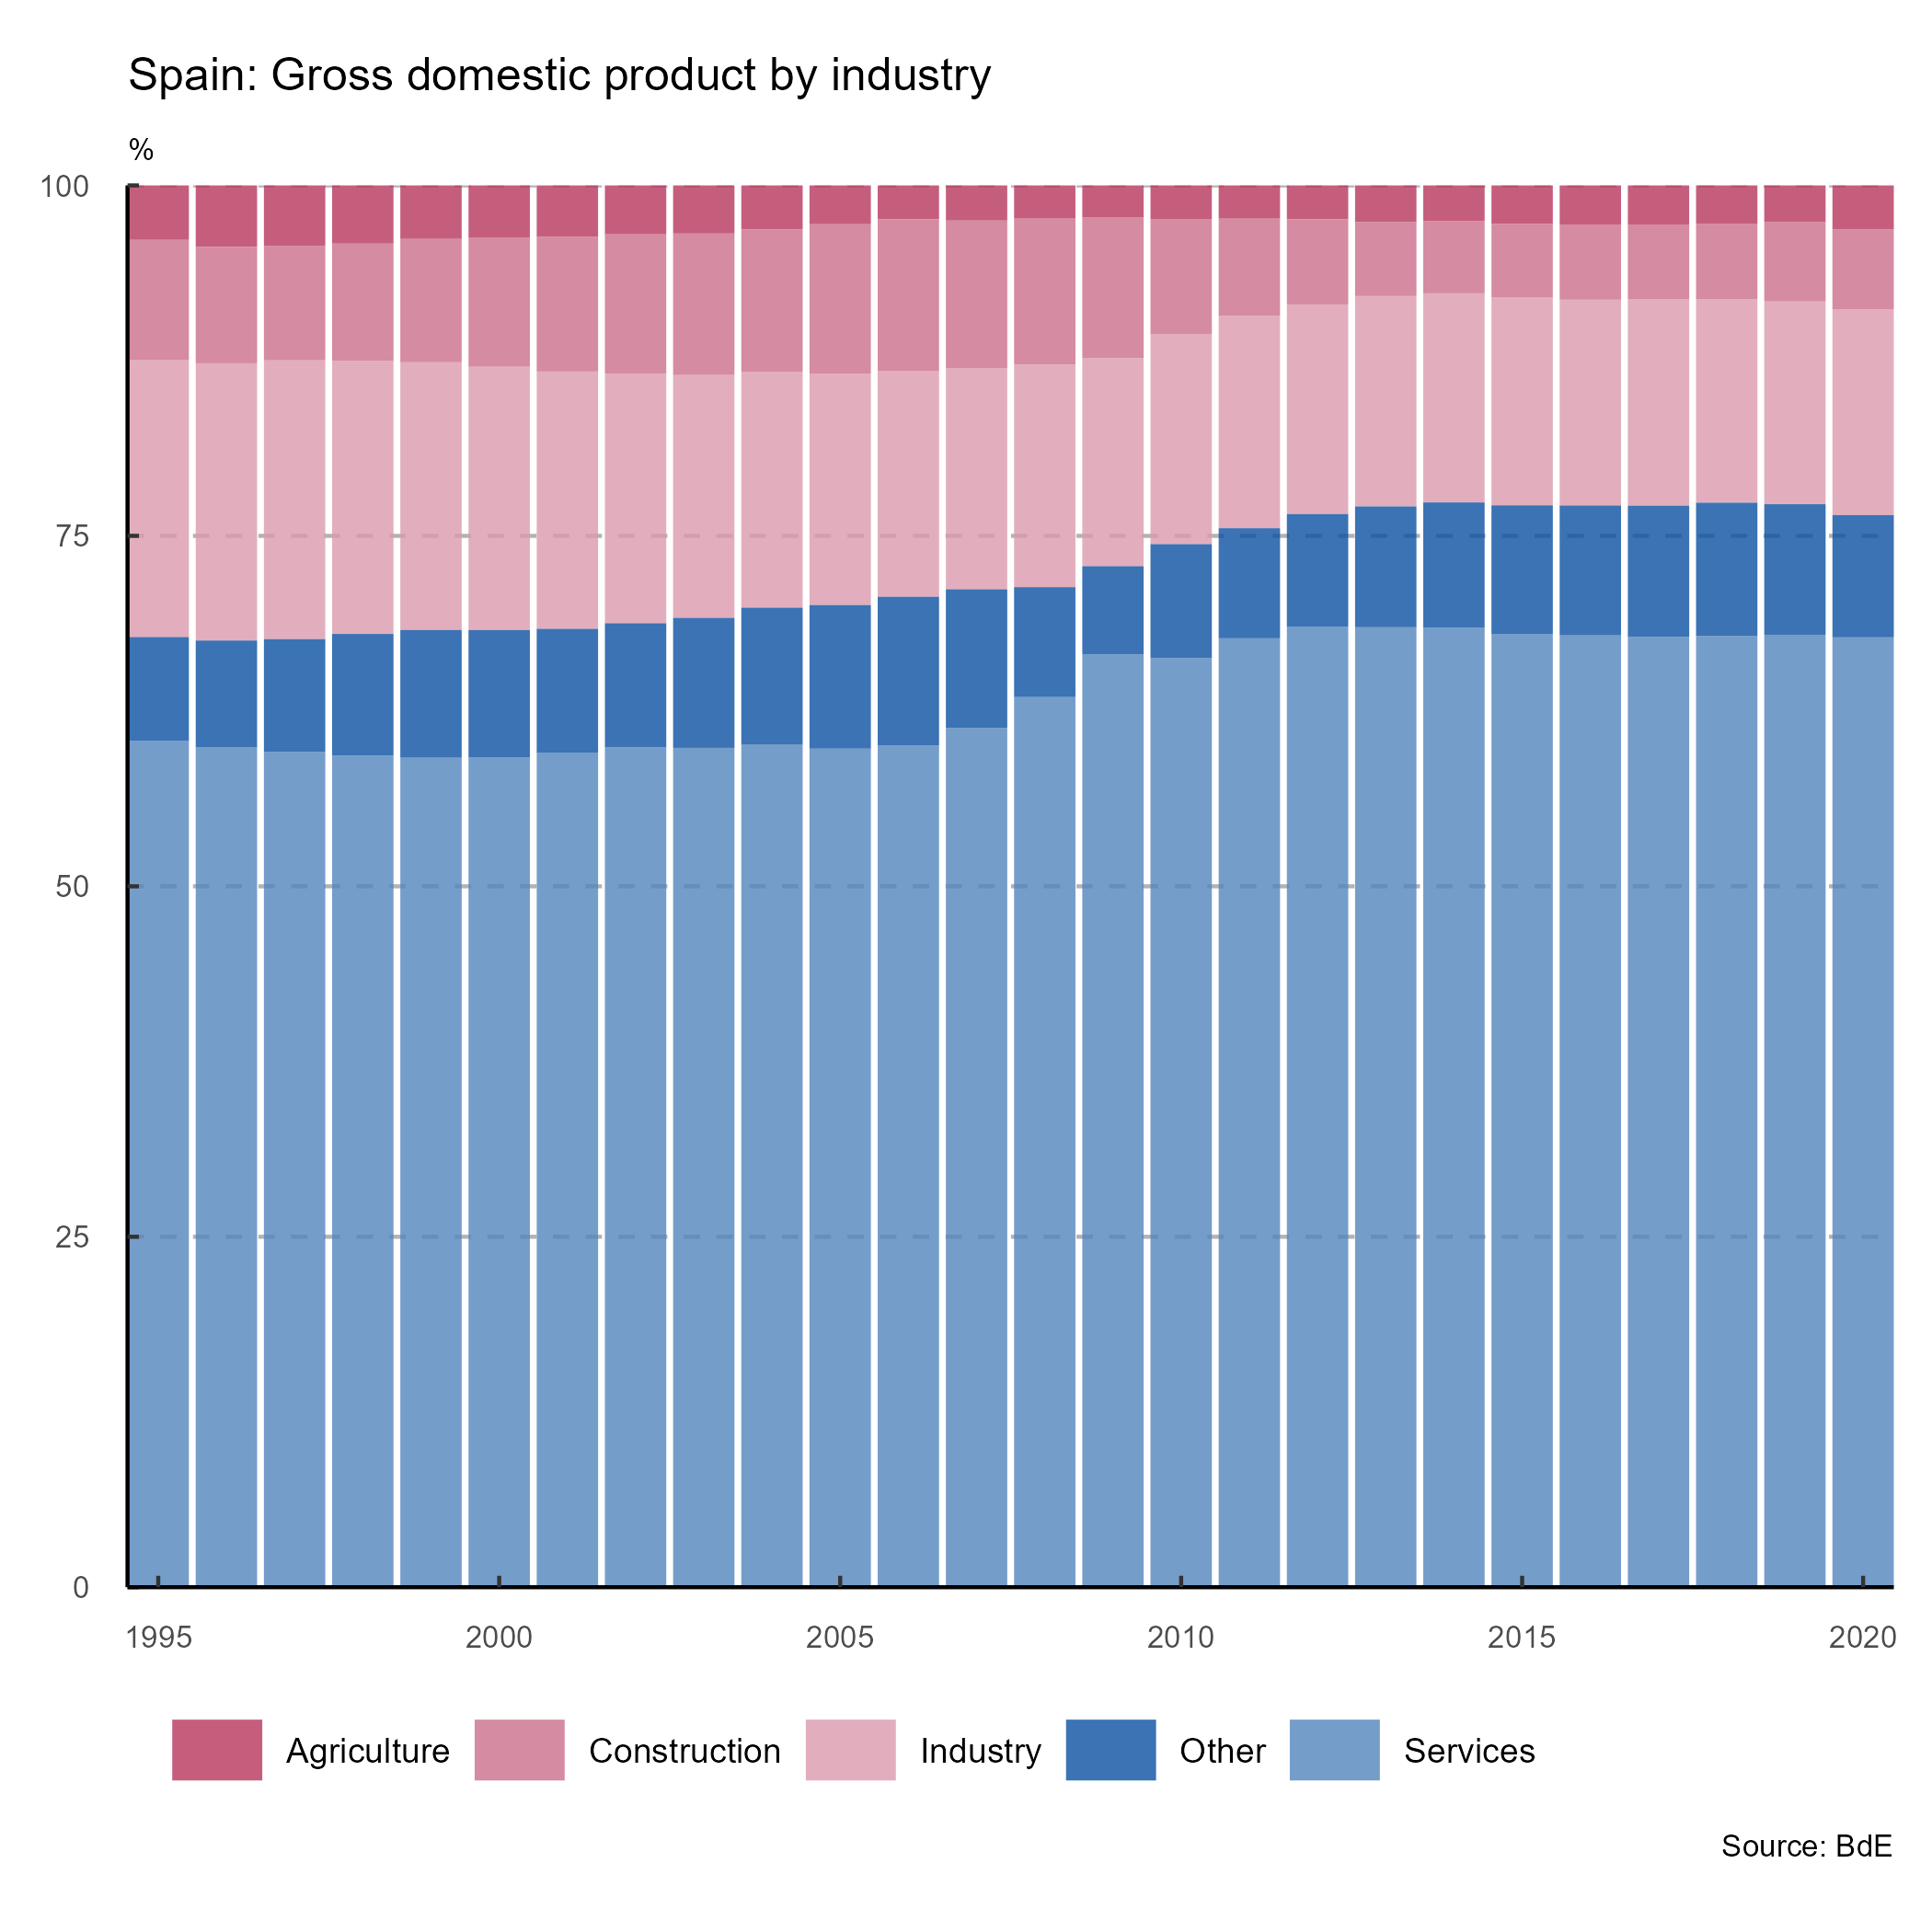 Spain: Gross domestic product by industry
%
100
75
50
25
0
1995 2000 2005 2010 2015 2020
Agriculture Construction Industry Other Services
Source: BdE